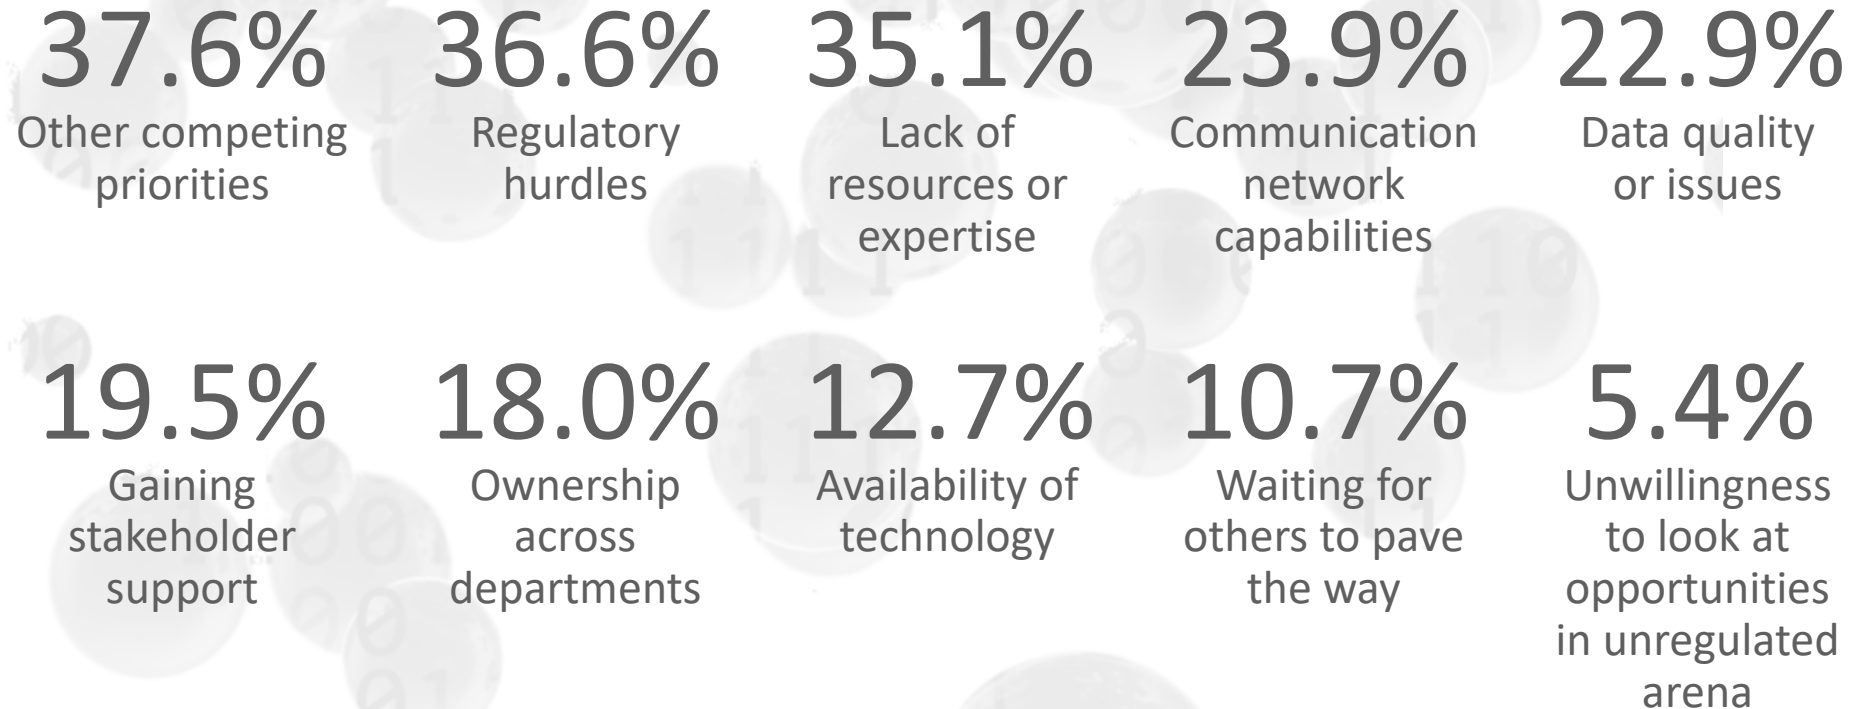 37.6%
Other competing
priorities
36.6%
Regulatory
hurdles
35.1%
Lack of
resources or
expertise
23.9%
Communication
network
capabilities
22.9%
Data quality
or issues
19.5%
Gaining
stakeholder
support
18.0%
Ownership
across
departments
12.7%
Availability of
technology
10.7%
Waiting for
others to pave
the way
5.4%
Unwillingness
to look at
opportunities
in unregulated
arena